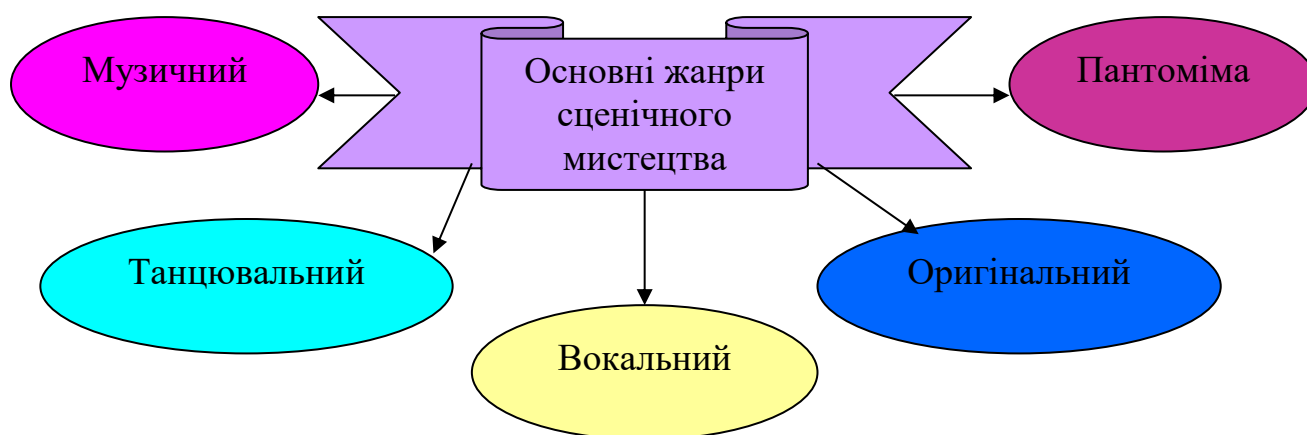 Основні жанри
сценічного
мистецтва
Музичний
Пантоміма
Танцювальний
Оригінальний
Вокальний